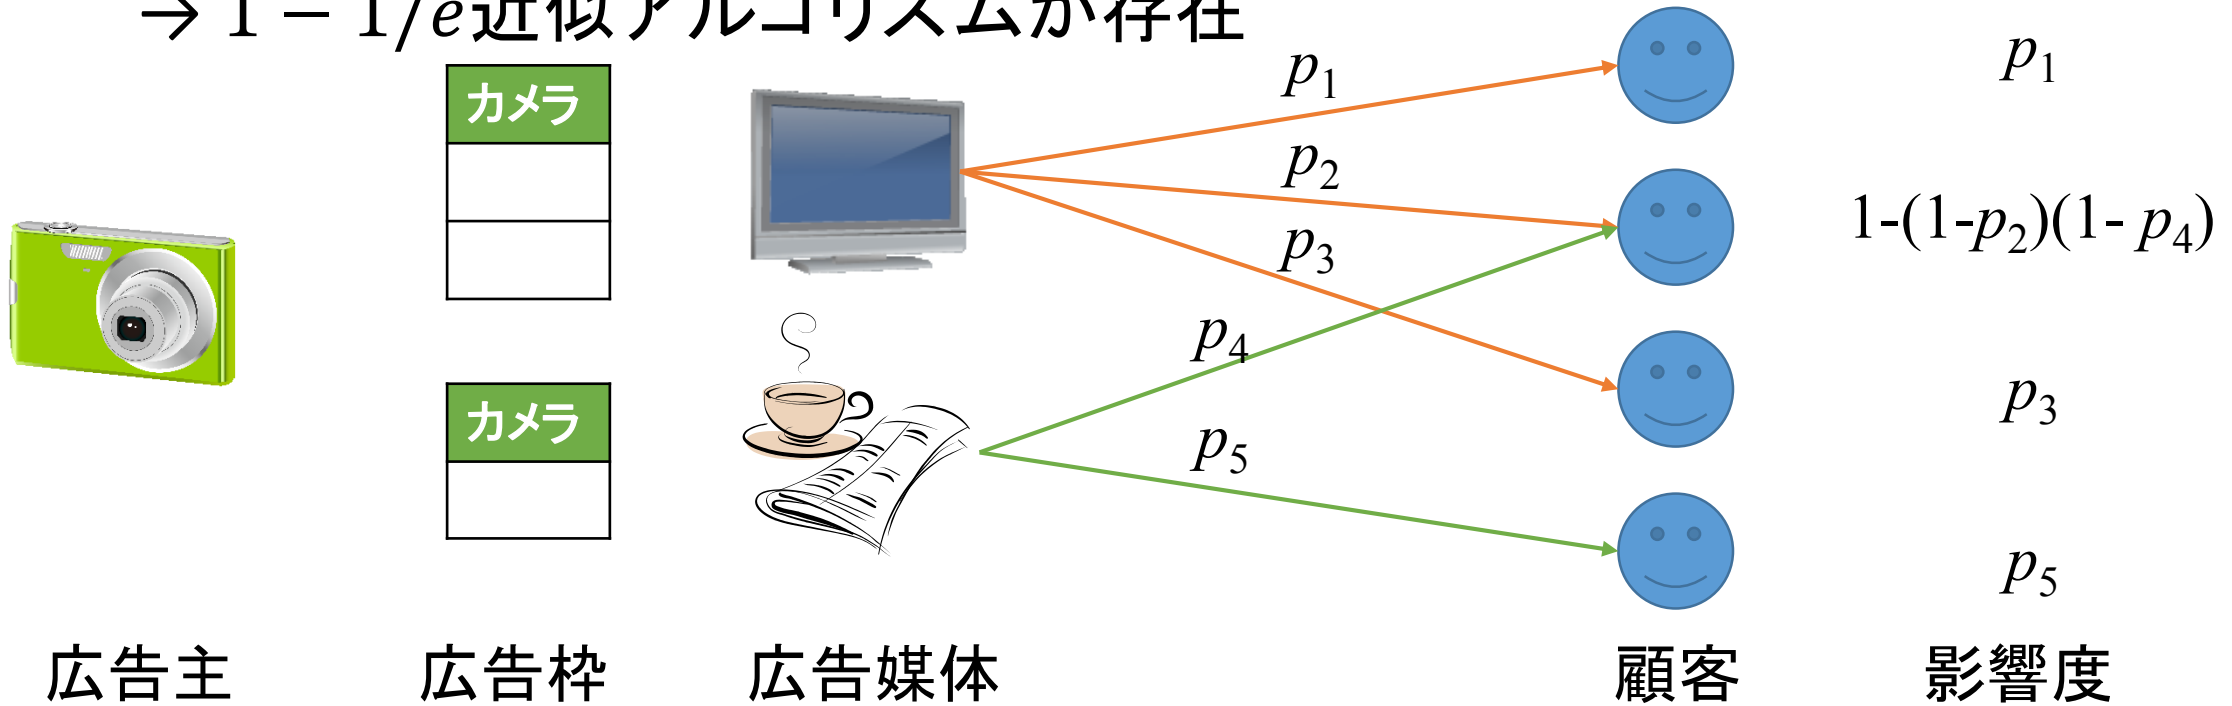 → 1 − 1/e近似アルゴリズムが存在
カメラ
カメラ
p1
p2
p3
p4
p5
p1
1-(1-p2)(1- p4)
p3
p5
広告主 広告枠 広告媒体 顧客 影響度